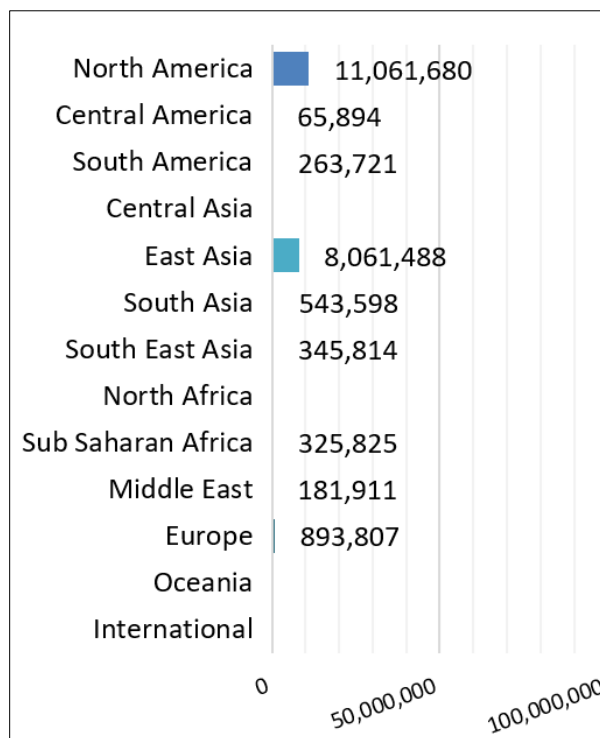 North America 11,061,680
Central America 65,894
South America 263,721
Central Asia
East Asia 8,061,488
South Asia 543,598
South East Asia 345,814
North Africa
Sub Saharan Africa 325,825
Middle East 181,911
Europe 893,807
Oceania
International
0 50,000,000 100,000,000